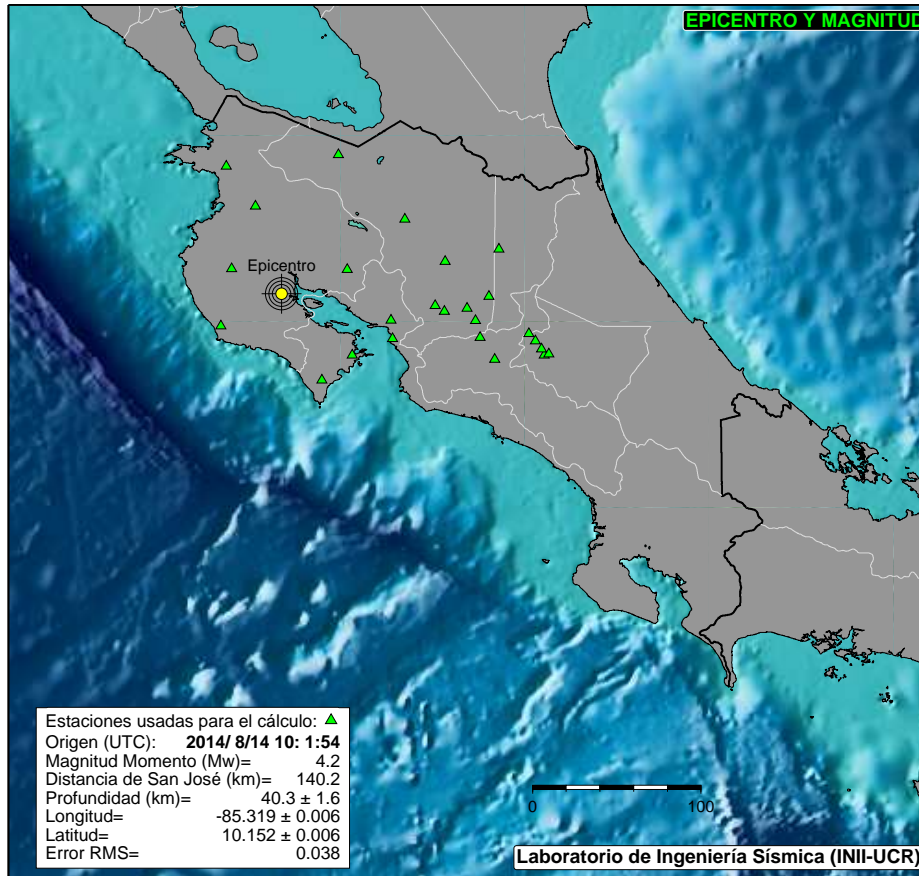 EPICENTRO Y MAGNITUD
Epicentro
Estaciones usadas para el cálculo:
Origen (UTC): 2014/ 8/14 10: 1:54
Magnitud Momento (Mw)= 4.2
Distancia de San José (km)= 140.2
Profundidad (km)= 40.3 ± 1.6
Longitud= -85.319 ± 0.006
Latitud= 10.152 ± 0.006
Error RMS= 0.038
0 100
Laboratorio de Ingeniería Sísmica (INII-UCR)